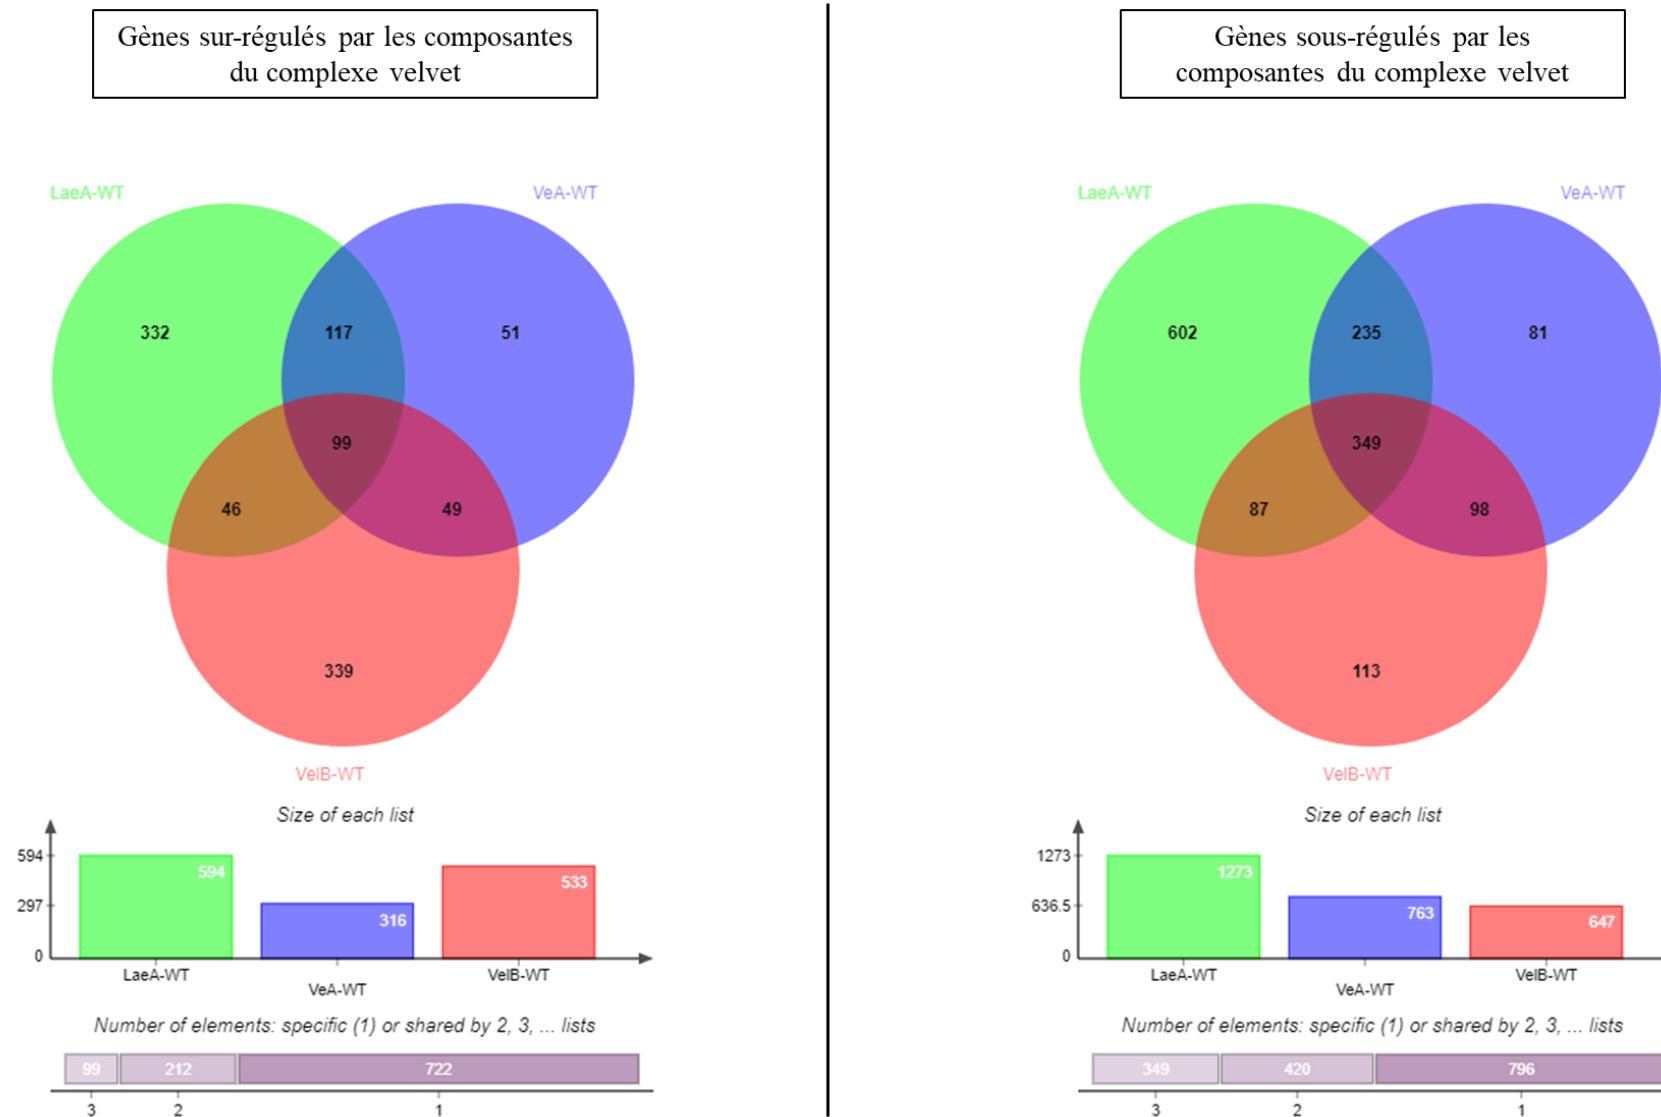 Gènes sur-régulés par les composantes
du complexe velvet
LaeA-WT
VeA-WT
332
117
51
99
46
49
339
VelB-WT
Size of each list
594
297
0
594
316
533
LaeA-WT
VeA-WT
VelB-WT
Number of elements: specific (1) or shared by 2, 3, ... lists
99
212
722
3
2
1
Gènes sous-régulés par les
composantes du complexe velvet
LaeA-WT
VeA-WT
602
235
81
349
87
98
113
VelB-WT
Size of each list
1273
636.5
0
1273
763
647
LaeA-WT
VeA-WT
VelB-WT
Number of elements: specific (1) or shared by 2, 3, ... lists
349
420
796
3
2
1